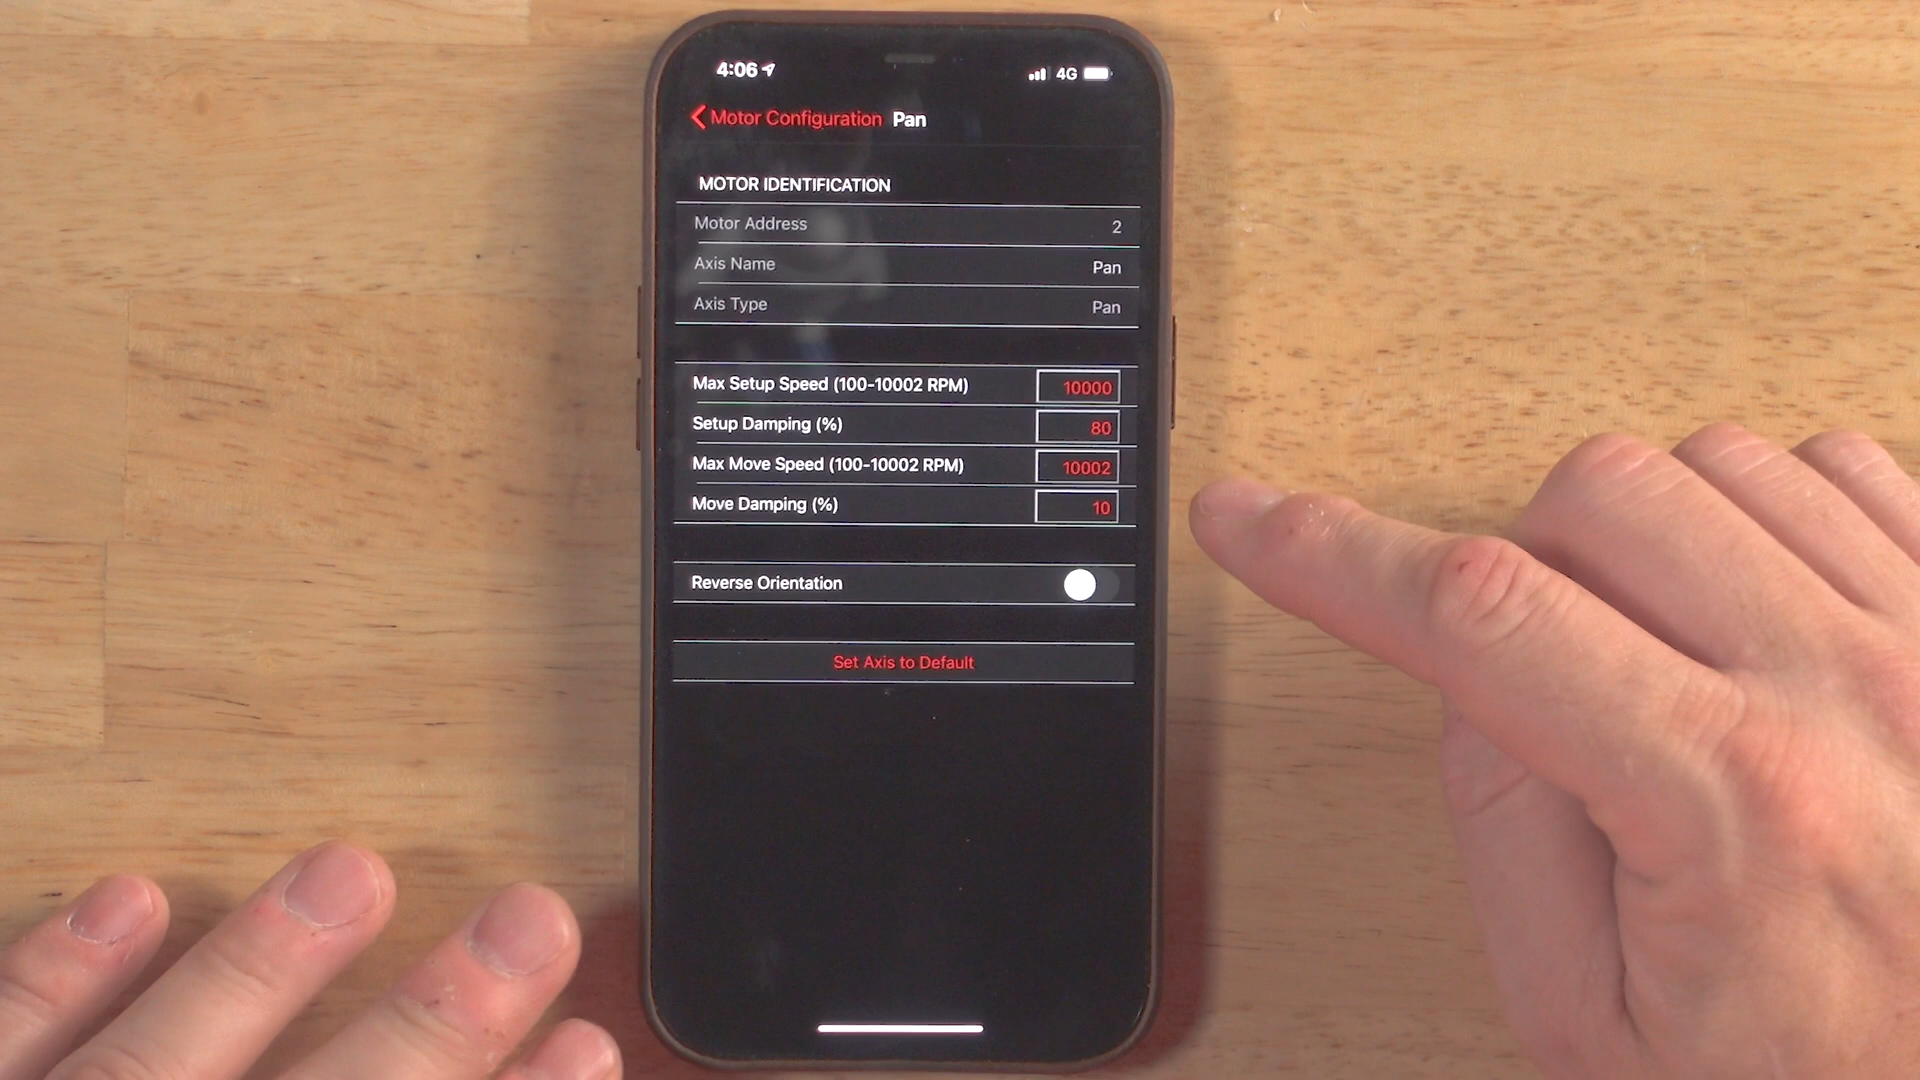 4:06 4G
Motor Configuration Pan
MOTOR IDENTIFICATION
Motor Address 2
Axis Name Pan
Axis Type Pan
Max Setup Speed (100-10002 RPM) 10000
Setup Damping (%) 80
Max Move Speed (100-10002 RPM) 10002
Move Damping (%) 10
Reverse Orientation
Set Axis to Default